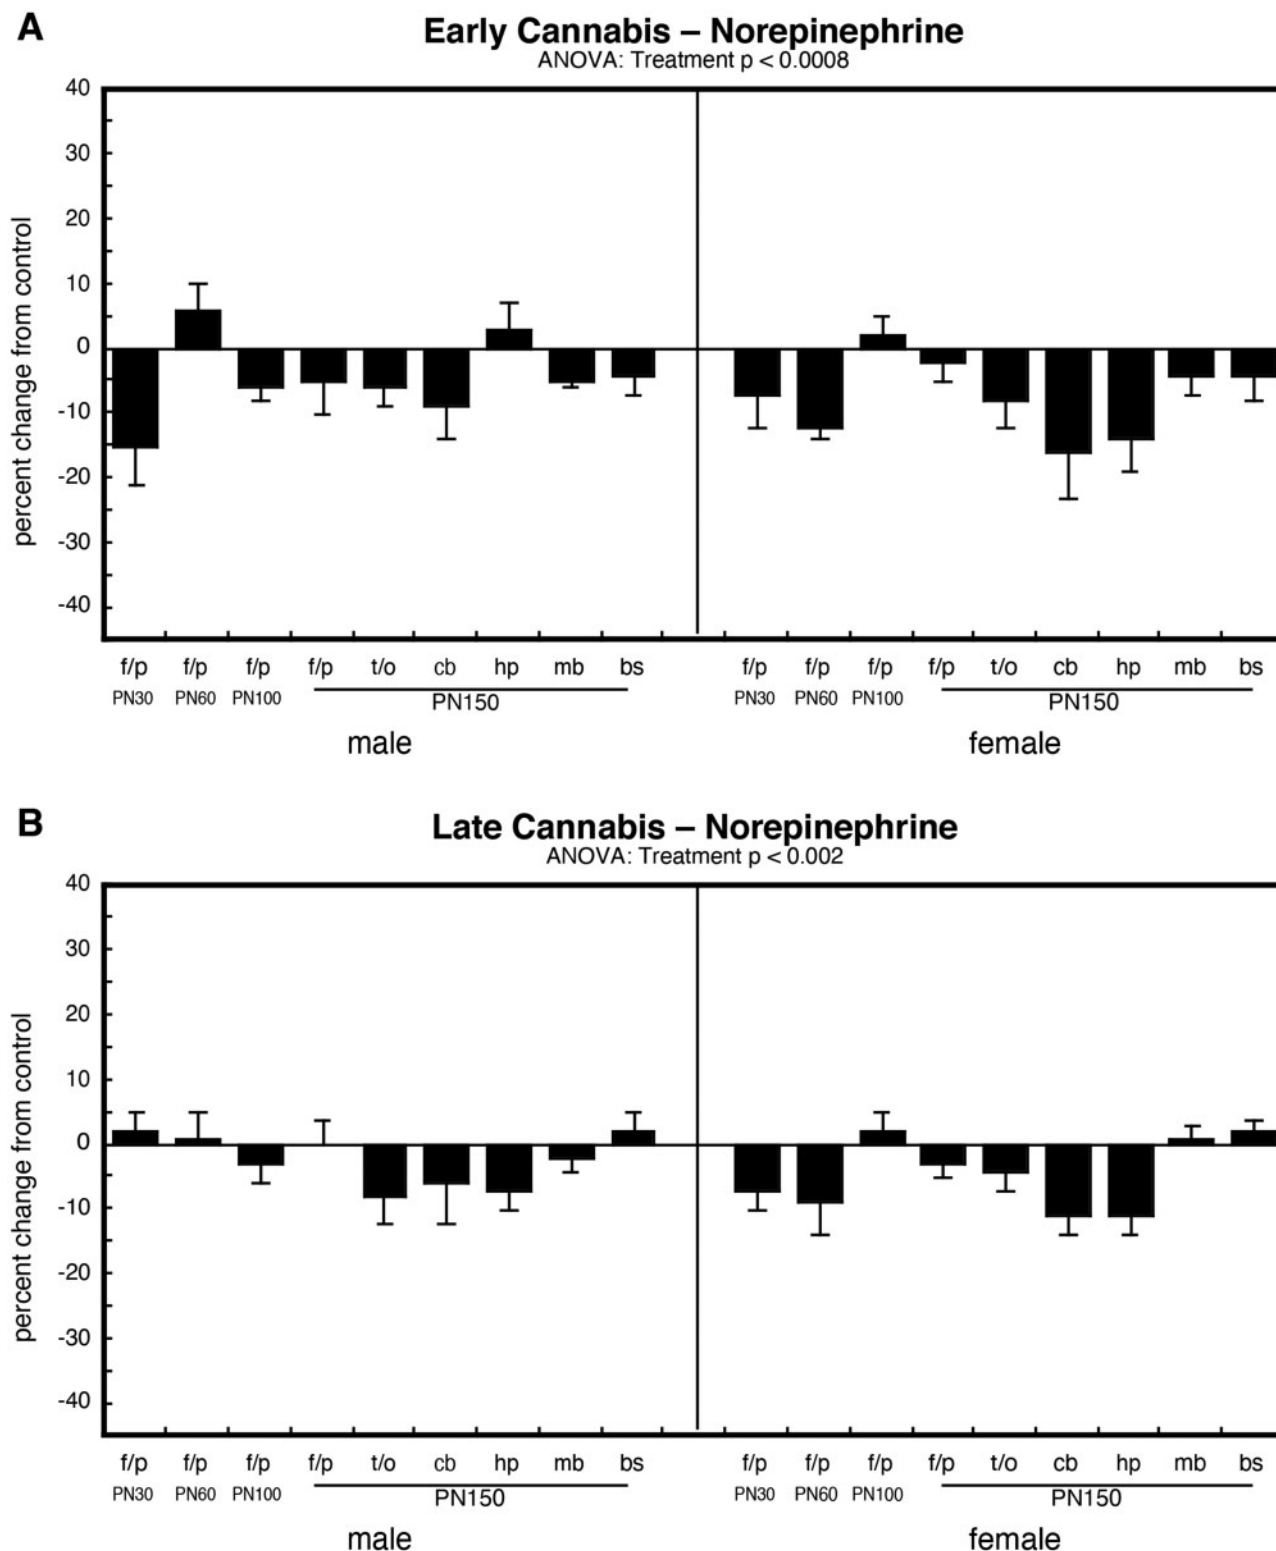 A
Early Cannabis – Norepinephrine
ANOVA: Treatment p < 0.0008
percent change from control
40
30
20
10
0
-10
-20
-30
-40
f/p f/p f/p f/p t/o cb hp mb bs f/p f/p f/p f/p t/o cb hp mb bs
PN30 PN60 PN100 PN150 PN30 PN60 PN100 PN150
male female
B
Late Cannabis – Norepinephrine
ANOVA: Treatment p < 0.002
percent change from control
40
30
20
10
0
-10
-20
-30
-40
f/p f/p f/p f/p t/o cb hp mb bs f/p f/p f/p f/p t/o cb hp mb bs
PN30 PN60 PN100 PN150 PN30 PN60 PN100 PN150
male female